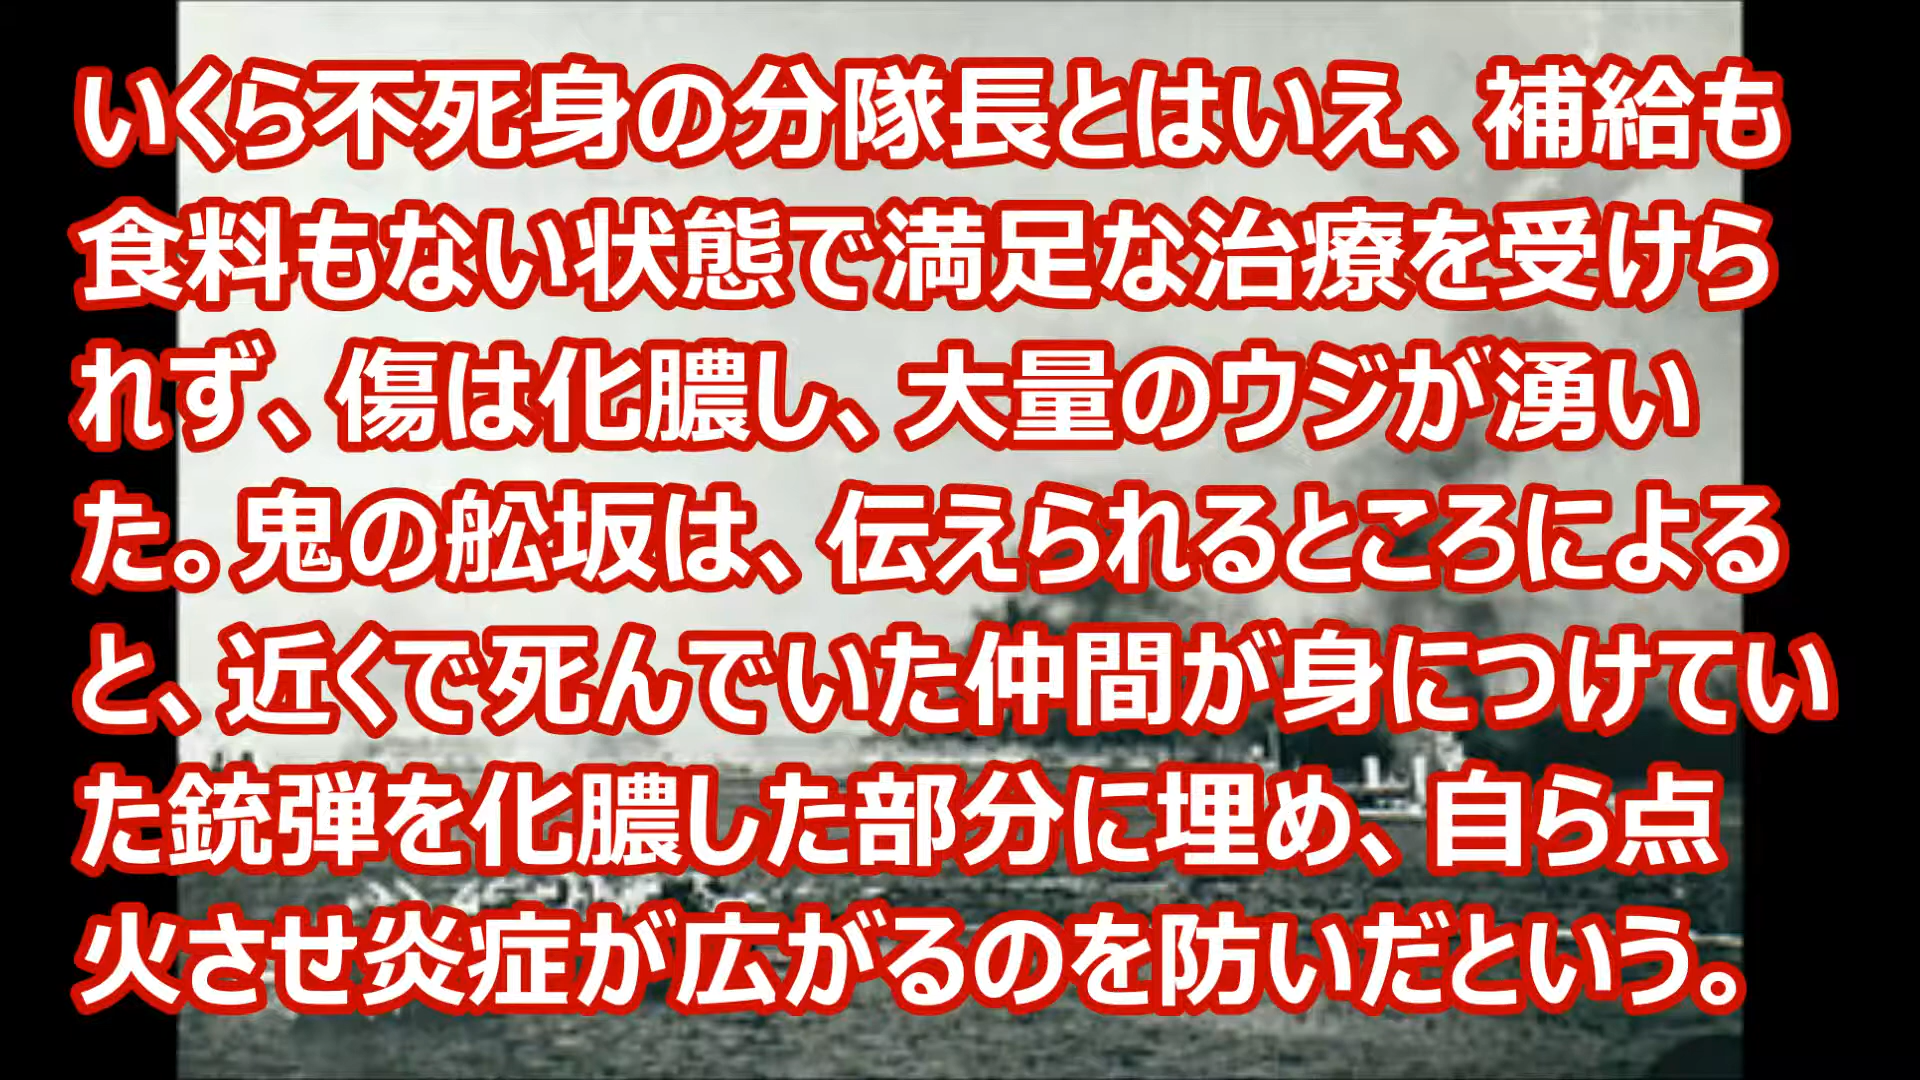 いくら不死身の分隊長とはいえ、補給も
食料もない状態で満足な治療を受けら
れず、傷は化膿し、大量のウジが湧い
た。鬼の舩坂は、伝えられるところによる
と、近くで死んでいた仲間が身につけてい
た銃弾を化膿した部分に埋め、自ら点
火させ炎症が広がるのを防いだという。